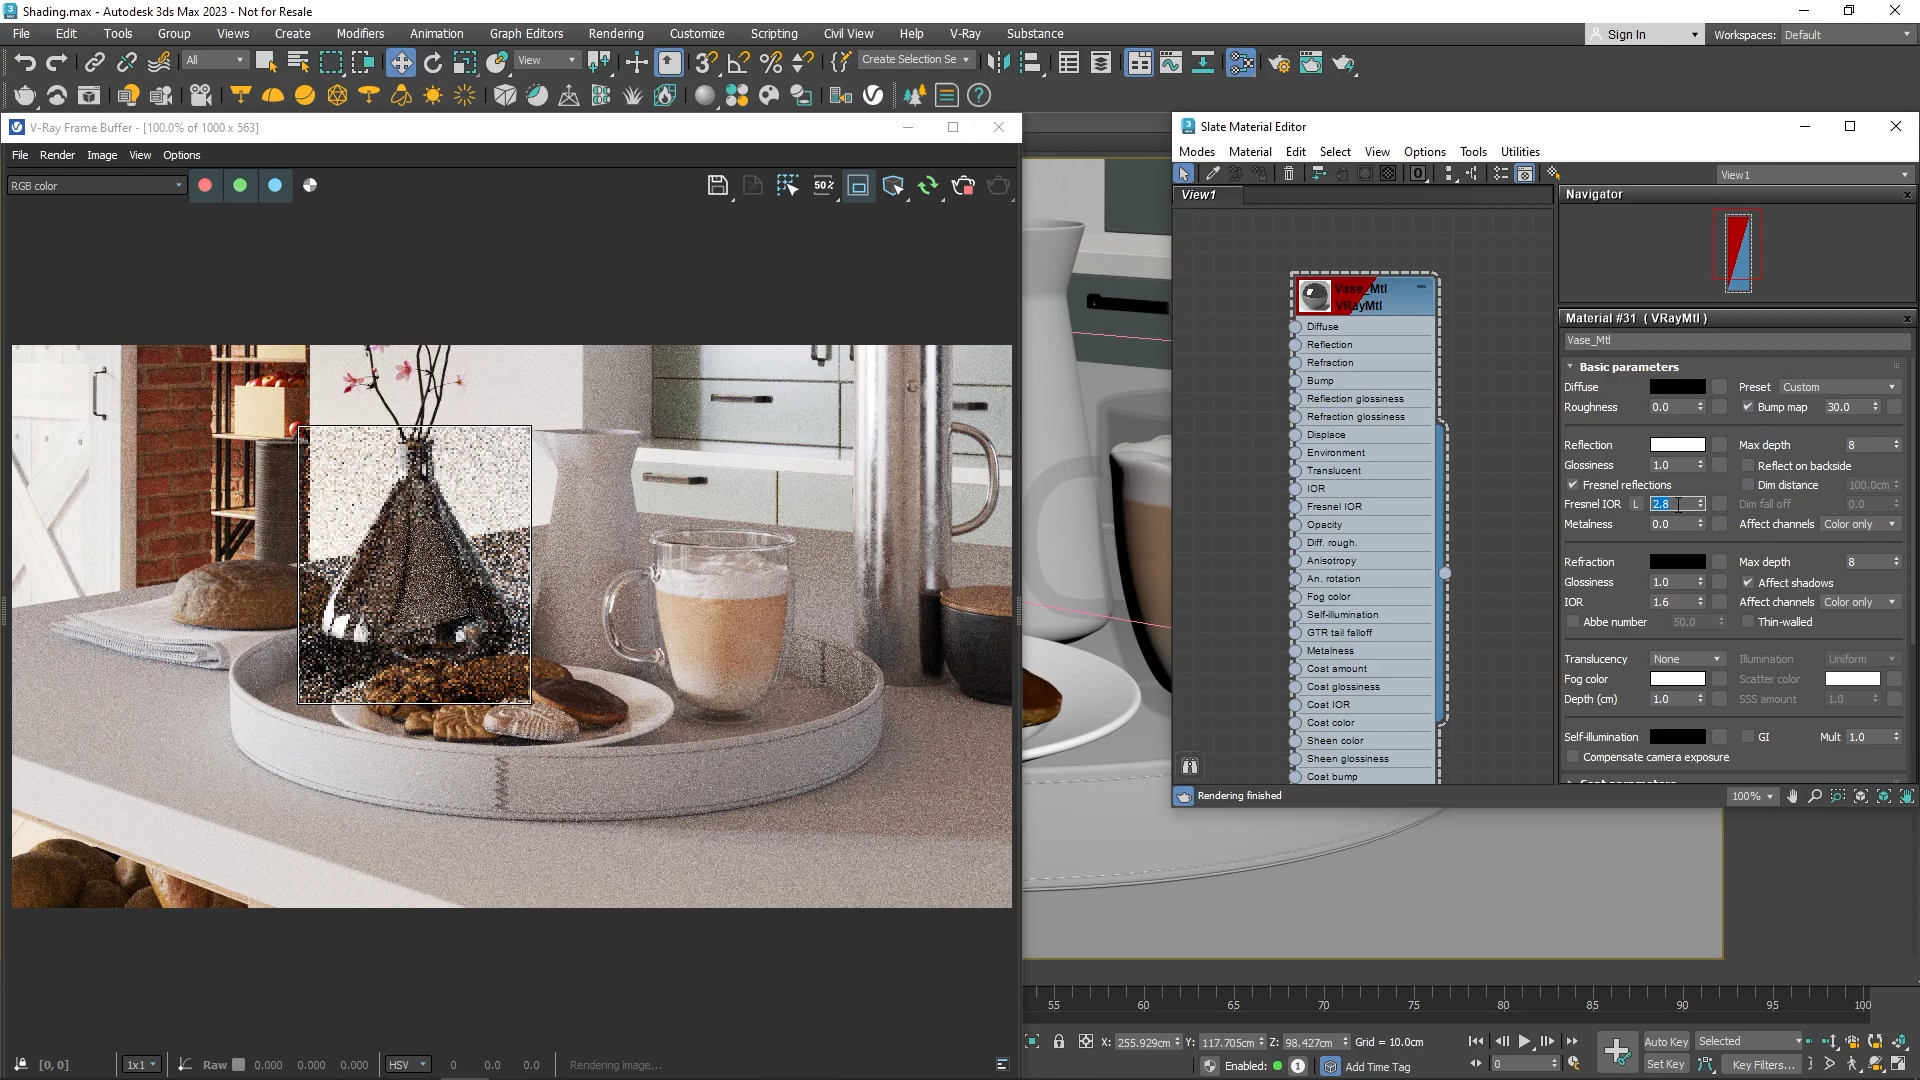 Shading.max - Autodesk 3ds Max 2023 - Not for Resale
File Edit Tools Group Views Create Modifiers Animation Graph Editors Rendering Customize Scripting Civil View Help V-Ray Substance
Sign In
Workspaces: Default
All
View
Create Selection Se
V-Ray Frame Buffer - [100.0% of 1000 x 563]
File Render Image View Options
RGB color
50%
Slate Material Editor
Modes Material Edit Select View Options Tools Utilities
View1
View1
Navigator
Vase_Mtl
VRayMtl
Diffuse
Reflection
Refraction
Bump
Reflection glossiness
Refraction glossiness
Displace
Environment
Translucent
IOR
Fresnel IOR
Opacity
Diff. rough.
Anisotropy
An. rotation
Fog color
Self-illumination
GTR tail falloff
Metalness
Coat amount
Coat glossiness
Coat IOR
Coat color
Sheen color
Sheen glossiness
Coat bump
Material #31 ( VRayMtl )
Vase_Mtl
Basic parameters
Diffuse Preset Custom
Roughness 0.0 Bump map 30.0
Reflection Max depth 8
Glossiness 1.0 Reflect on backside
Fresnel reflections Dim distance 100.0cm
Fresnel IOR L 2.8 Dim fall off 0.0
Metalness 0.0 Affect channels Color only
Refraction Max depth 8
Glossiness 1.0 Affect shadows
IOR 1.6 Affect channels Color only
Abbe number 50.0 Thin-walled
Translucency None Illumination Uniform
Fog color Scatter color
Depth (cm) 1.0 SSS amount 1.0
Self-illumination GI Mult 1.0
Compensate camera exposure
Rendering finished
100%
55 60 65 70 75 80 85 90 95 100
X: 255.929cm Y: 117.705cm Z: 98.427cm Grid = 10.0cm
Enabled: 1 Add Time Tag
0
Auto Key Selected
Set Key Key Filters...
[0, 0] 1x1 Raw 0.000 0.000 0.000 HSV 0 0.0 0.0 Rendering image...